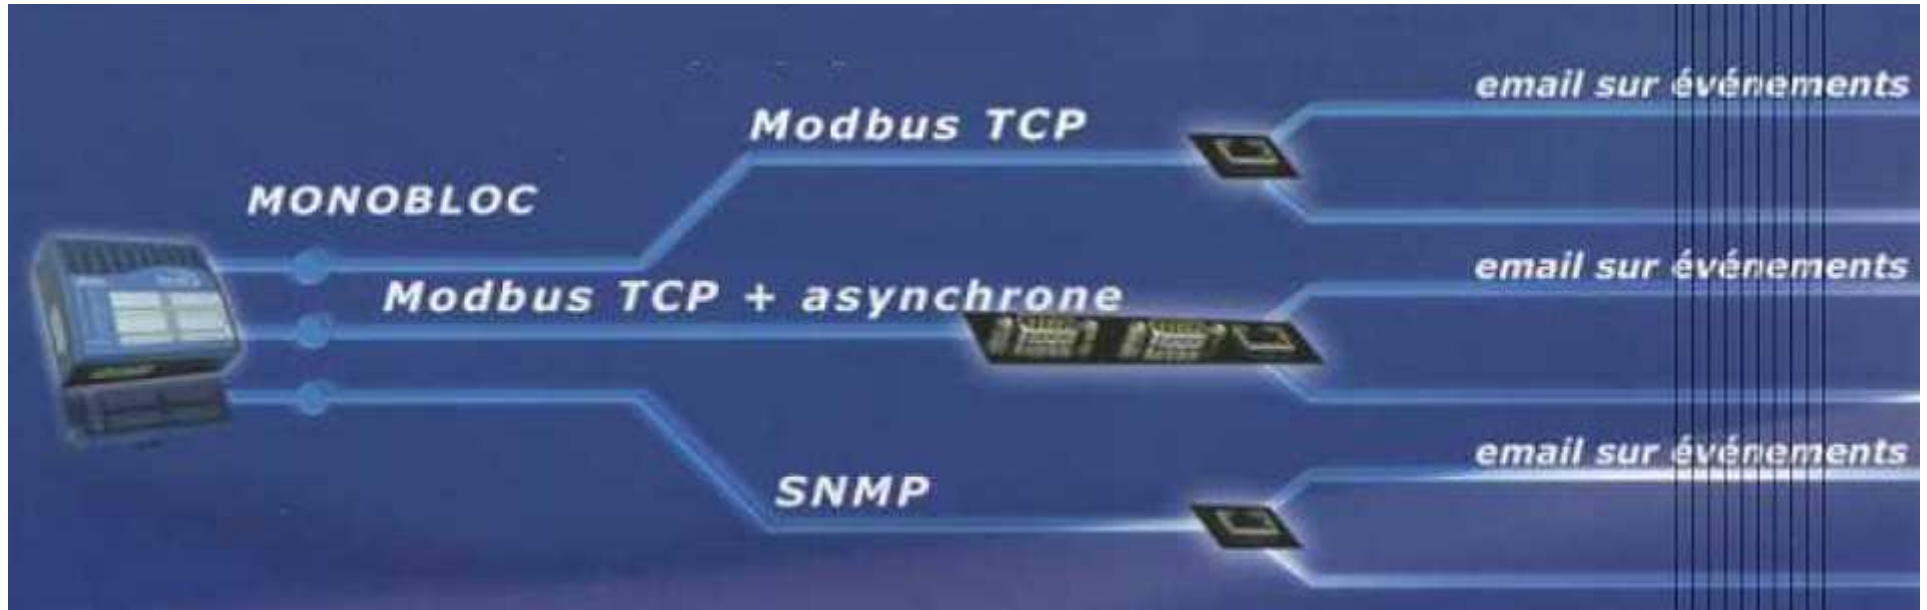 email sur événements
Modbus TCP
MONOBLOC
email sur événements
Modbus TCP + asynchrone
email sur événements
SNMP